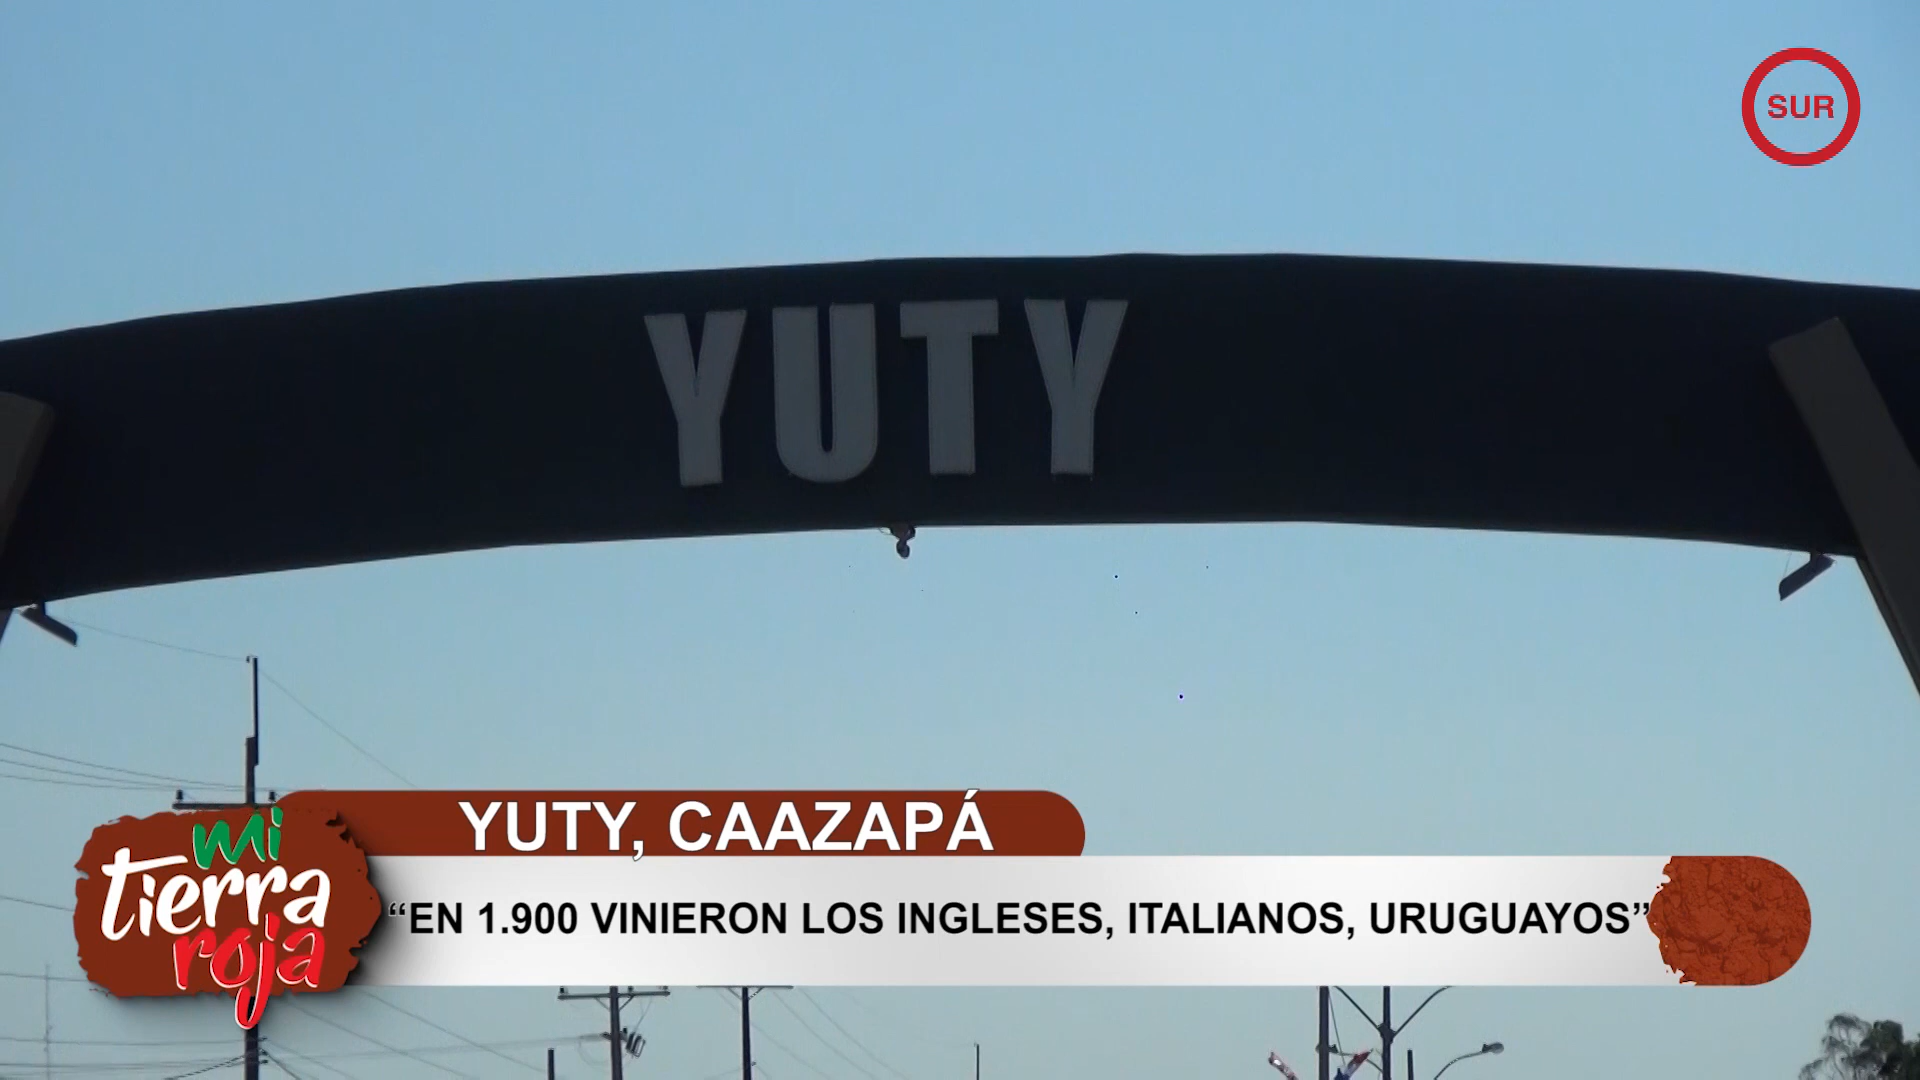 SUR
YUTY
YUTY, CAAZAPÁ
mi
tierra
roja
“EN 1.900 VINIERON LOS INGLESES, ITALIANOS, URUGUAYOS”